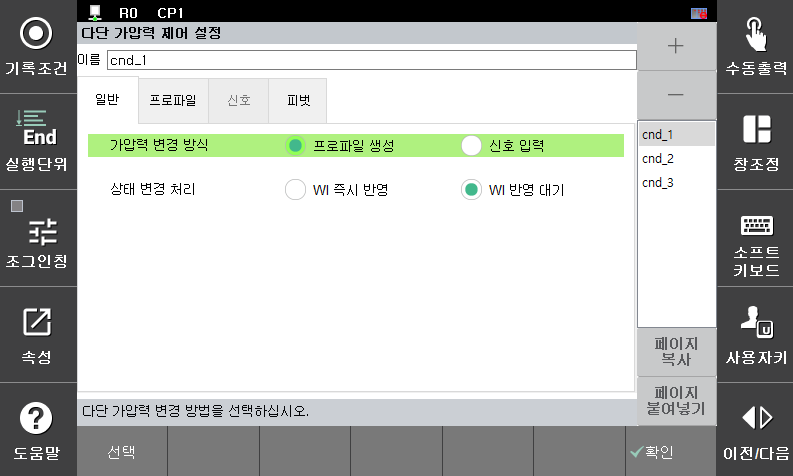 R0 CP1
기록조건
End
실행단위
조그인칭
속성
도움말
다단 가압력 제어 설정
이름 cnd_1
일반 프로파일 신호 피벗
가압력 변경 방식 프로파일 생성 신호 입력
상태 변경 처리 WI 즉시 반영 WI 반영 대기
다단 가압력 변경 방법을 선택하십시오.
cnd_1
cnd_2
cnd_3
페이지
복사
페이지
붙여넣기
선택 확인
수동출력
창조정
소프트
키보드
U
사용자키
이전/다음